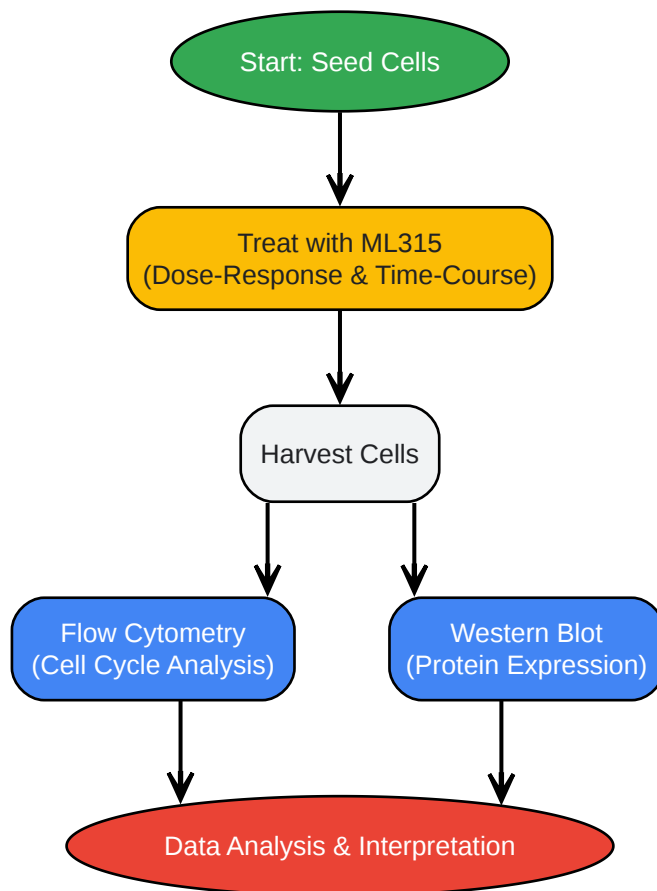 Start: Seed Cells
Treat with ML315
(Dose-Response & Time-Course)
Harvest Cells
Flow Cytometry
(Cell Cycle Analysis)
Western Blot
(Protein Expression)
Data Analysis & Interpretation